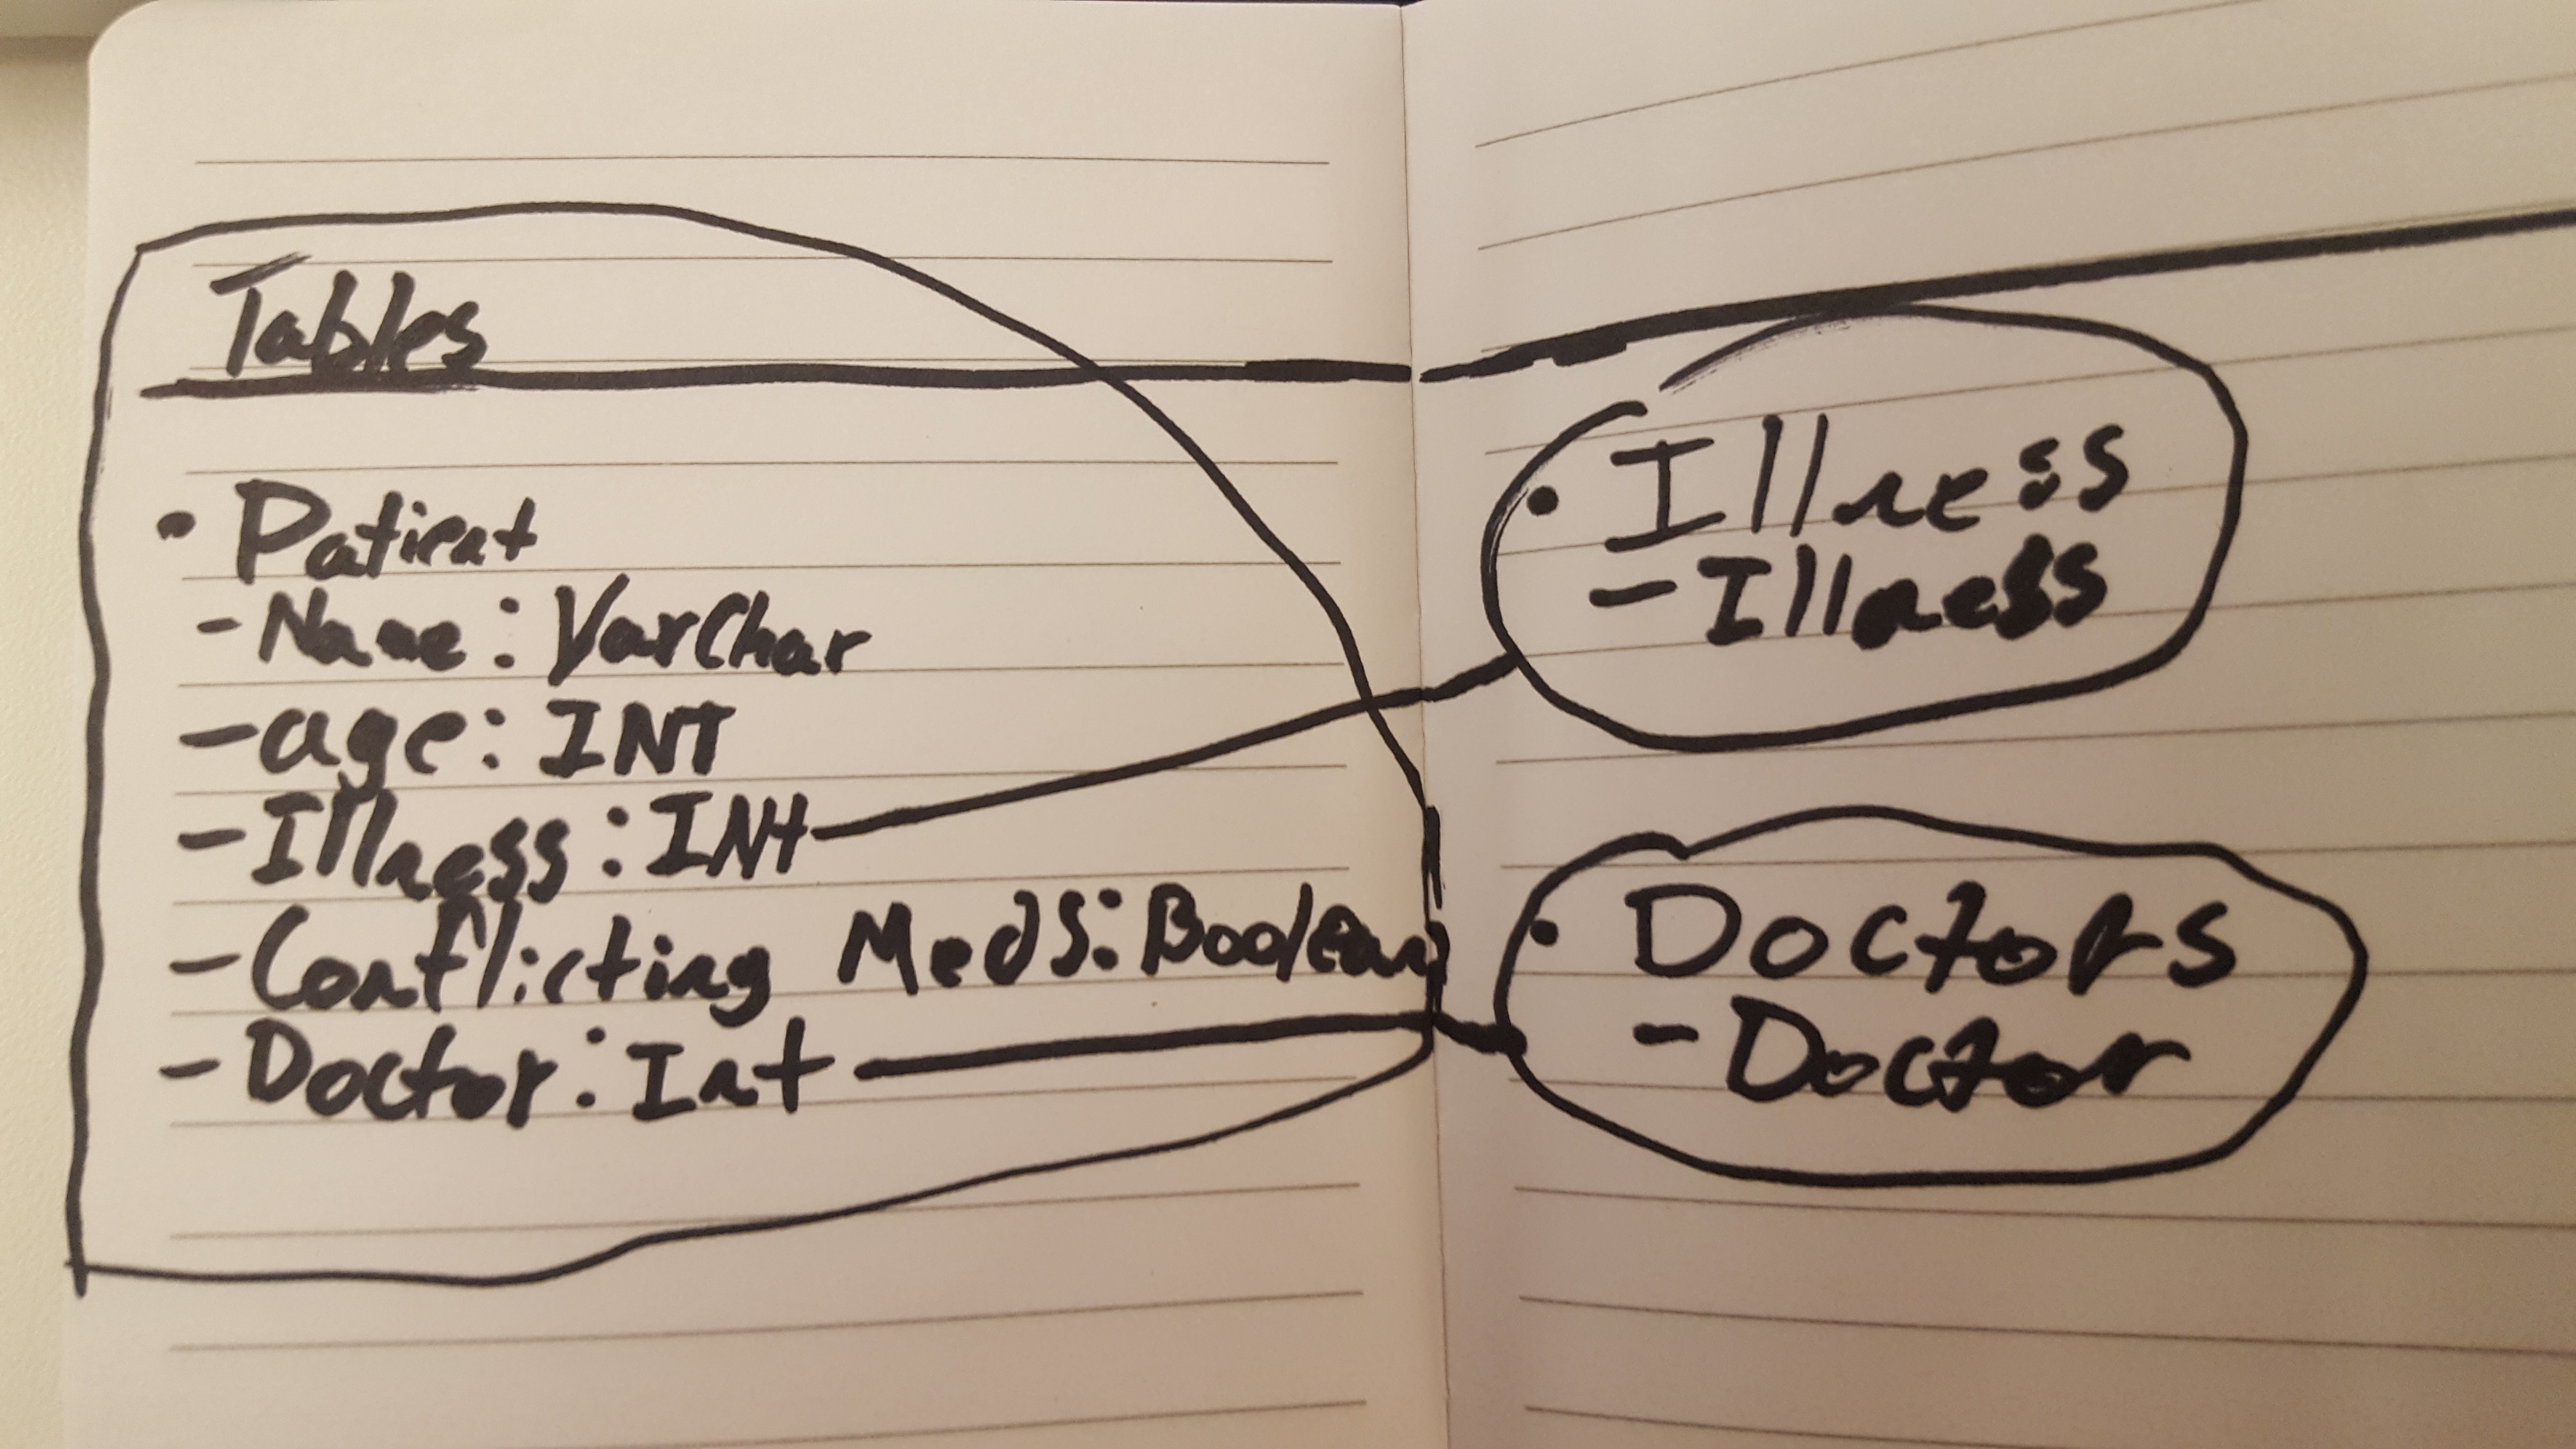 Tables
• Patient
- Name: VarChar
- age: INT
- Illness: INt
- Conflicting Meds: Boolean
- Doctor: Int
• Illness
- Illness
• Doctors
- Doctor